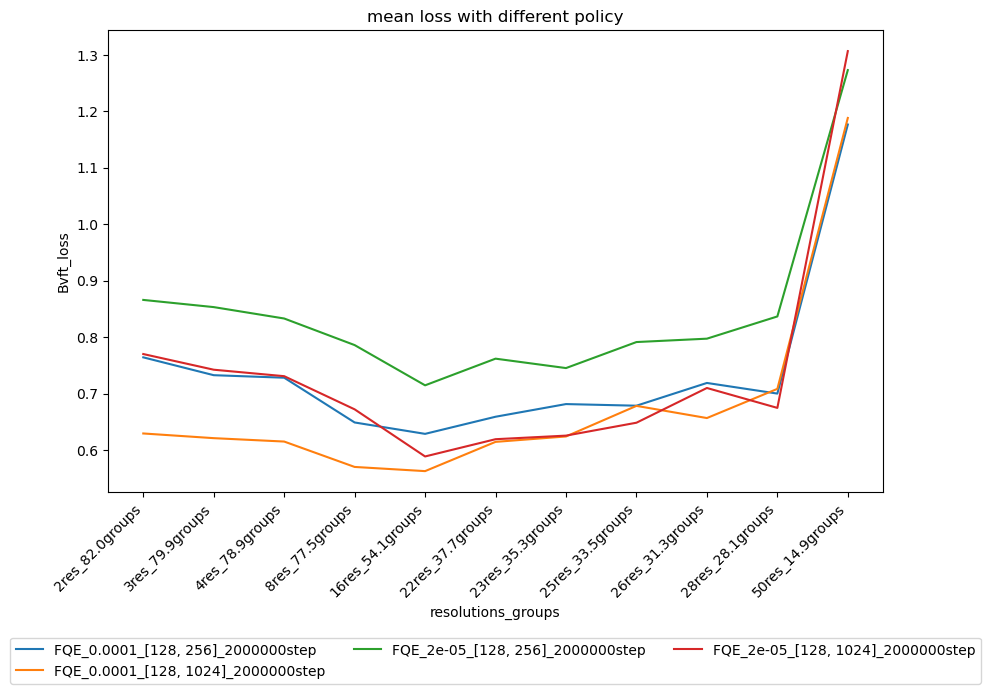 mean loss with different policy
Bvft_loss
1.3
1.2
1.1
1.0
0.9
0.8
0.7
0.6
2res_82.0groups
3res_79.9groups
4res_78.9groups
8res_77.5groups
16res_54.1groups
22res_37.7groups
23res_35.3groups
25res_33.5groups
26res_31.3groups
28res_28.1groups
50res_14.9groups
resolutions_groups
FQE_0.0001_[128, 256]_2000000step
FQE_0.0001_[128, 1024]_2000000step
FQE_2e-05_[128, 256]_2000000step
FQE_2e-05_[128, 1024]_2000000step